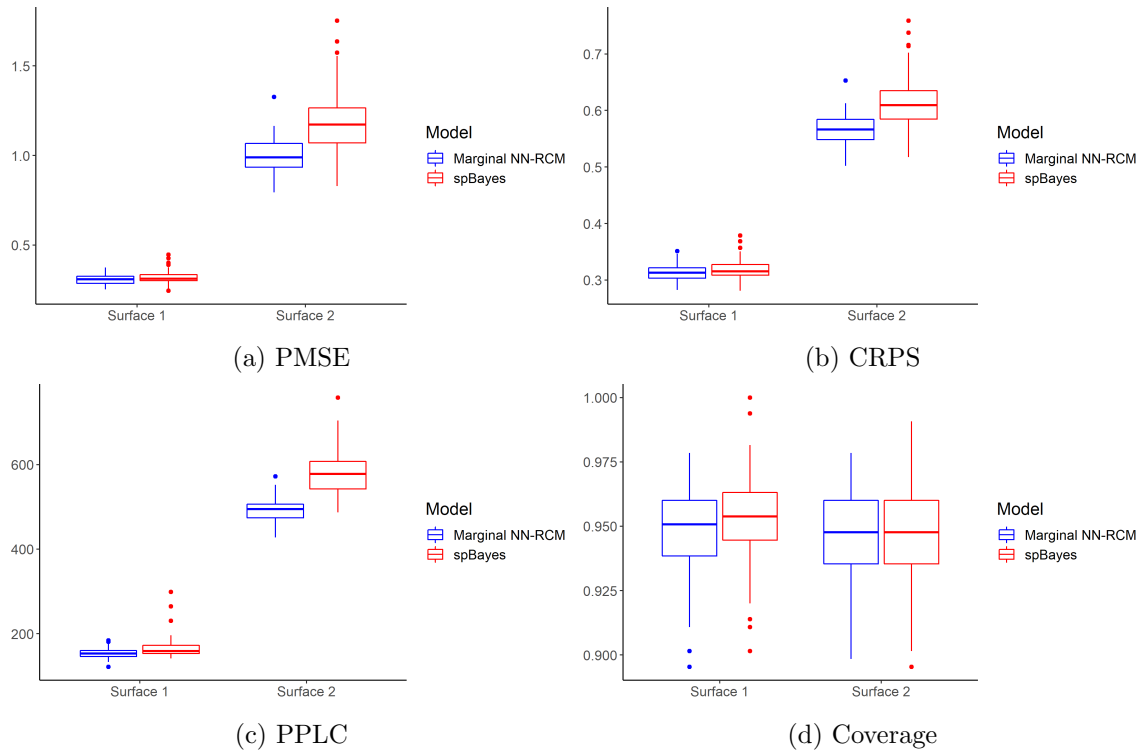 1.5
1.0
0.5
Surface 1
Surface 2
Model
Marginal NN-RCM
spBayes
(a) PMSE
0.7
0.6
0.5
0.4
0.3
Surface 1
Surface 2
Model
Marginal NN-RCM
spBayes
(b) CRPS
600
400
200
Surface 1
Surface 2
Model
Marginal NN-RCM
spBayes
(c) PPLC
1.000
0.975
0.950
0.925
0.900
Surface 1
Surface 2
Model
Marginal NN-RCM
spBayes
(d) Coverage